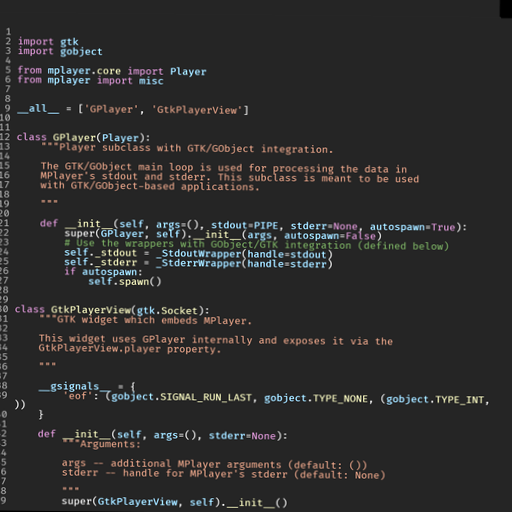 1
2 import gtk
3 import gobject
4
5 from mplayer.core import Player
6 from mplayer import misc
7
8
9 __all__ = ['GPlayer', 'GtkPlayerView']
10
11
12 class GPlayer(Player):
13     """Player subclass with GTK/GObject integration.
14
15     The GTK/GObject main loop is used for processing the data in
16     MPlayer's stdout and stderr. This subclass is meant to be used
17     with GTK/GObject-based applications.
18
19     """
20
21     def __init__(self, args=(), stdout=PIPE, stderr=None, autospawn=True):
22         super(GPlayer, self).__init__(args, autospawn=False)
23         # Use the wrappers with GObject/GTK integration (defined below)
24         self._stdout = _StdoutWrapper(handle=stdout)
25         self._stderr = _StderrWrapper(handle=stderr)
26         if autospawn:
27             self.spawn()
28
29
30 class GtkPlayerView(gtk.Socket):
31     """GTK widget which embeds MPlayer.
32
33     This widget uses GPlayer internally and exposes it via the
34     GtkPlayerView.player property.
35
36     """
37
38     __gsignals__ = {
39         'eof': (gobject.SIGNAL_RUN_LAST, gobject.TYPE_NONE, (gobject.TYPE_INT,
))
40     }
41
42     def __init__(self, args=(), stderr=None):
43         """Arguments:
44
5         args -- additional MPlayer arguments (default: ())
6         stderr -- handle for MPlayer's stderr (default: None)
7
8         """
9         super(GtkPlayerView, self).__init__()